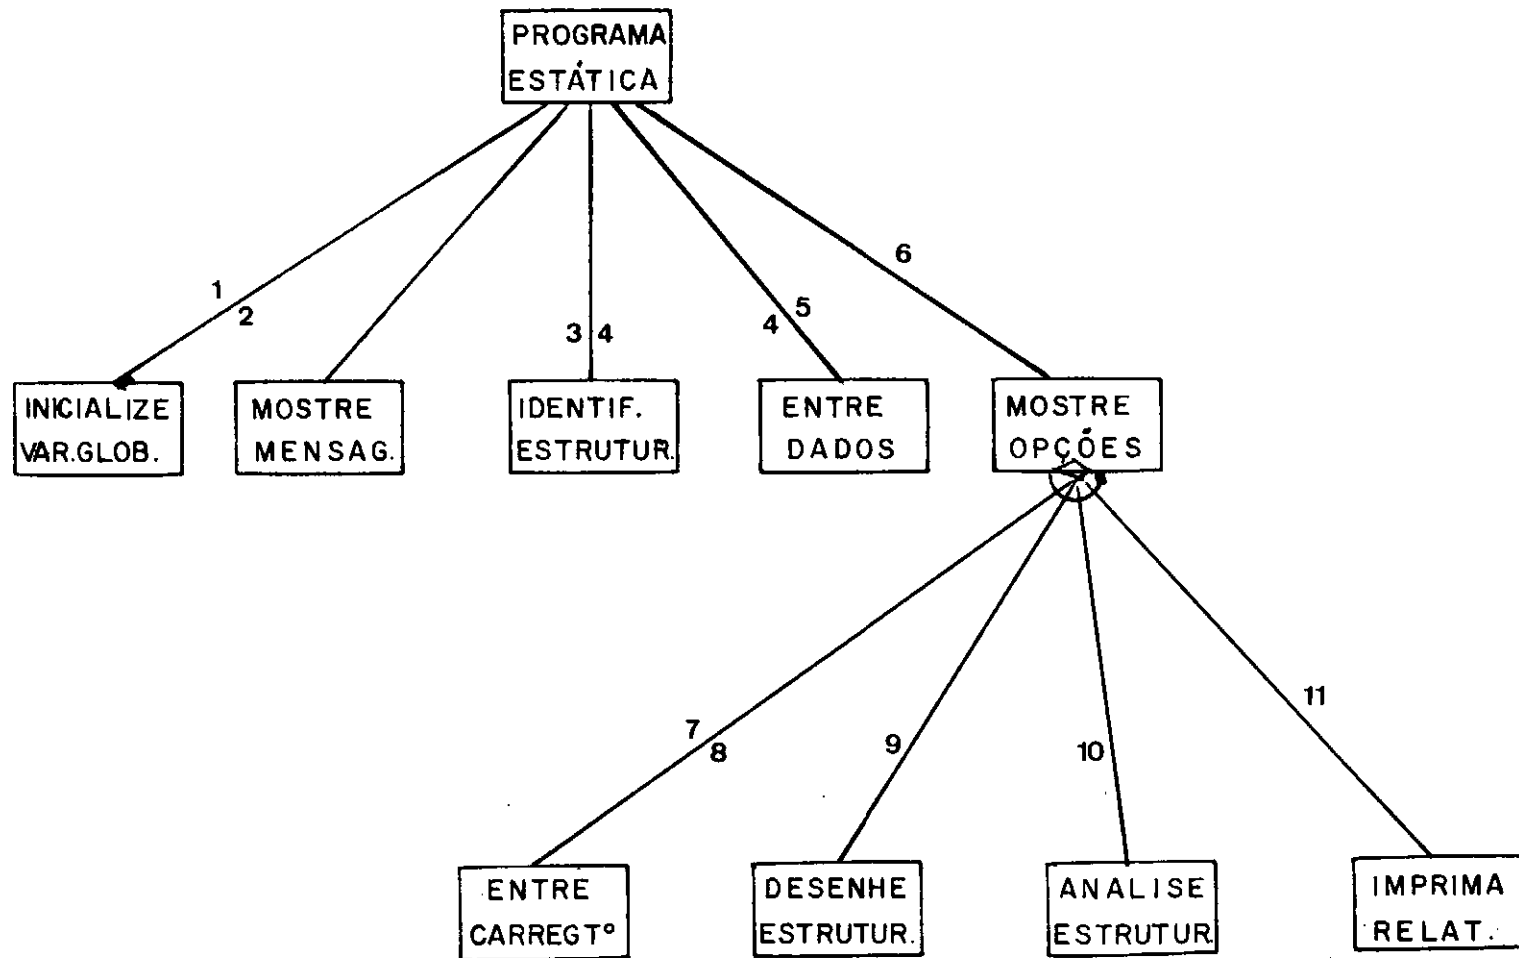 PROGRAMA
ESTÁTICA
6
1
2
5
4
3 4
INICIALIZE
VAR.GLOB.
MOSTRE
MENSAG.
IDENTIF.
ESTRUTUR.
ENTRE
DADOS
MOSTRE
OPÇÕES
7
8
9
10
11
ENTRE
CARREGTº
DESENHE
ESTRUTUR.
ANALISE
ESTRUTUR.
IMPRIMA
RELAT.